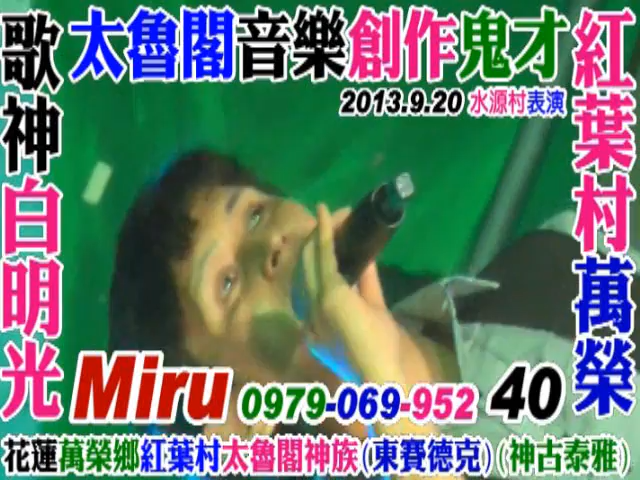 太魯閣音樂創作鬼才
2013.9.20 水源村表演
歌神白明光
紅葉村萬榮
Miru 0979-069-952 40
花蓮萬榮鄉紅葉村太魯閣神族(東賽德克)(神古泰雅)